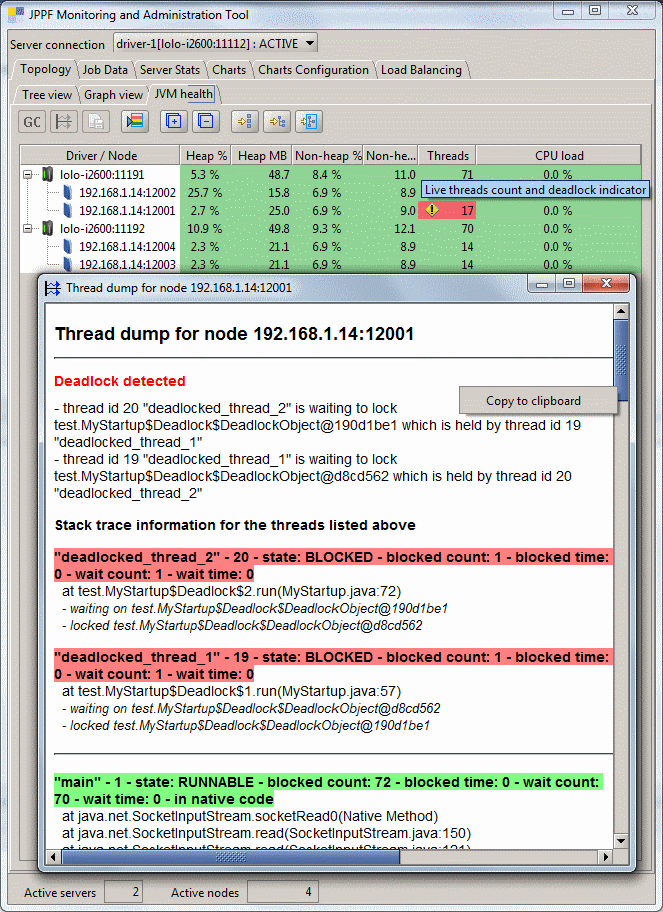 JPPF Monitoring and Administration Tool
Server connection driver-1[lolo-i2600:11112] : ACTIVE
Topology Job Data Server Stats Charts Charts Configuration Load Balancing
Tree view Graph view JVM health
GC
Driver / Node Heap % Heap MB Non-heap % Non-he... Threads CPU load
lolo-i2600:11191 5.3 % 48.7 8.4 % 11.0 71 0.0 %
192.168.1.14:12002 25.7 % 15.8 6.9 % 8.9
Live threads count and deadlock indicator
192.168.1.14:12001 2.7 % 25.0 6.9 % 9.0 17 0.0 %
lolo-i2600:11192 10.9 % 49.8 9.3 % 12.1 70 0.0 %
192.168.1.14:12004 2.3 % 21.1 6.9 % 8.9 14 0.0 %
192.168.1.14:12003 2.3 % 21.1 6.9 % 8.9 14 0.0 %
Thread dump for node 192.168.1.14:12001
Thread dump for node 192.168.1.14:12001
Deadlock detected
Copy to clipboard
- thread id 20 "deadlocked_thread_2" is waiting to lock
test.MyStartup$Deadlock$DeadlockObject@190d1be1 which is held by thread id 19
"deadlocked_thread_1"
- thread id 19 "deadlocked_thread_1" is waiting to lock
test.MyStartup$Deadlock$DeadlockObject@d8cd562 which is held by thread id 20
"deadlocked_thread_2"
Stack trace information for the threads listed above
"deadlocked_thread_2" - 20 - state: BLOCKED - blocked count: 1 - blocked time:
0 - wait count: 1 - wait time: 0
at test.MyStartup$Deadlock$2.run(MyStartup.java:72)
- waiting on test.MyStartup$Deadlock$DeadlockObject@190d1be1
- locked test.MyStartup$Deadlock$DeadlockObject@d8cd562
"deadlocked_thread_1" - 19 - state: BLOCKED - blocked count: 1 - blocked time:
0 - wait count: 1 - wait time: 0
at test.MyStartup$Deadlock$1.run(MyStartup.java:57)
- waiting on test.MyStartup$Deadlock$DeadlockObject@d8cd562
- locked test.MyStartup$Deadlock$DeadlockObject@190d1be1
"main" - 1 - state: RUNNABLE - blocked count: 72 - blocked time: 0 - wait count:
70 - wait time: 0 - in native code
at java.net.SocketInputStream.socketRead0(Native Method)
at java.net.SocketInputStream.read(SocketInputStream.java:150)
at java.net.SocketInputStream.read(SocketInputStream.java:121)
Active servers 2 Active nodes 4